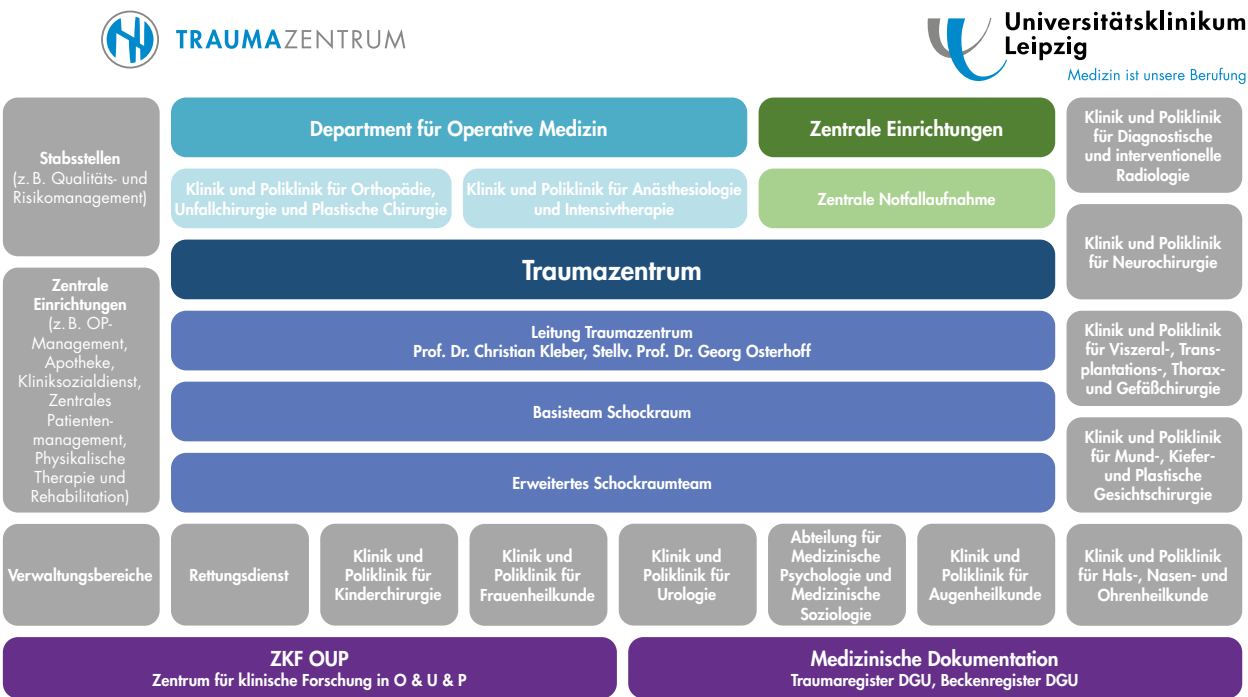 TRAUMAZENTRUM
Universitätsklinikum
Leipzig
Medizin ist unsere Berufung
Stabsstellen
(z. B. Qualitäts- und
Risikomanagement)
Department für Operative Medizin
Zentrale Einrichtungen
Klinik und Poliklinik
für Diagnostische
und interventionelle
Radiologie
Klinik und Poliklinik für Orthopädie,
Unfallchirurgie und Plastische Chirurgie
Klinik und Poliklinik für Anästhesiologie
und Intensivtherapie
Zentrale Notfallaufnahme
Klinik und Poliklinik
für Neurochirurgie
Traumazentrum
Zentrale
Einrichtungen
(z. B. OP-
Management,
Apotheke,
Kliniksozialdienst,
Zentrales
Patienten-
management,
Physikalische
Therapie und
Rehabilitation)
Leitung Traumazentrum
Prof. Dr. Christian Kleber, Stellv. Prof. Dr. Georg Osterhoff
Klinik und Poliklinik
für Viszeral-, Trans-
plantations-, Thorax-
und Gefäßchirurgie
Basisteam Schockraum
Klinik und Poliklinik
für Mund-, Kiefer-
und Plastische
Gesichtschirurgie
Erweitertes Schockraumteam
Verwaltungsbereiche
Rettungsdienst
Klinik und
Poliklinik für
Kinderchirurgie
Klinik und
Poliklinik für
Frauenheilkunde
Klinik und
Poliklinik für
Urologie
Abteilung für
Medizinische
Psychologie und
Medizinische
Soziologie
Klinik und
Poliklinik für
Augenheilkunde
Klinik und Poliklinik
für Hals-, Nasen- und
Ohrenheilkunde
ZKF OUP
Zentrum für klinische Forschung in O & U & P
Medizinische Dokumentation
Traumaregister DGU, Beckenregister DGU